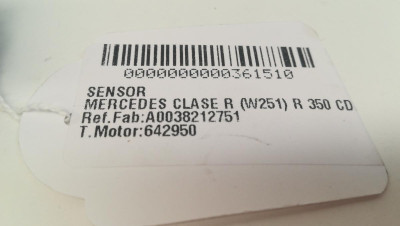 0000000000361510
SENSOR
MERCEDES CLASE R (W251) R 350 CD
Ref.Fab:A0038212751
T.Motor:642950